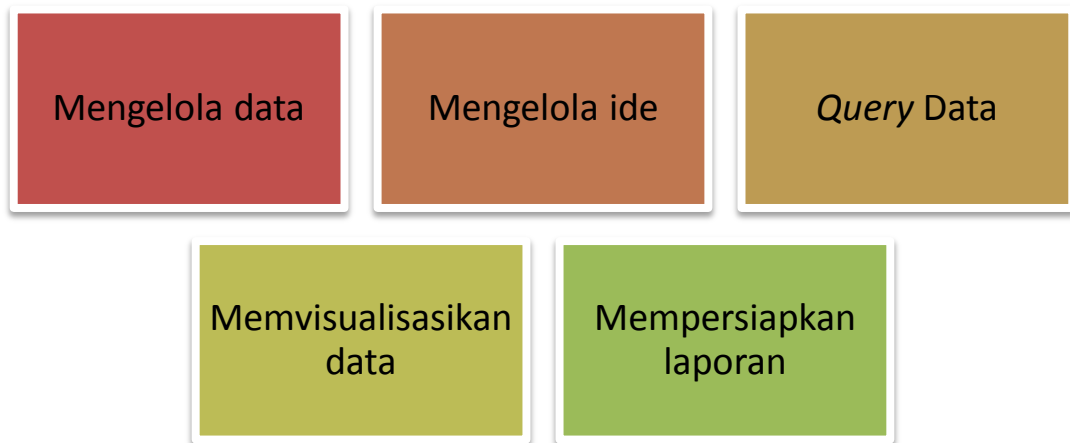 Mengelola data
Mengelola ide
Query Data
Memvisualisasikan
data
Mempersiapkan
laporan